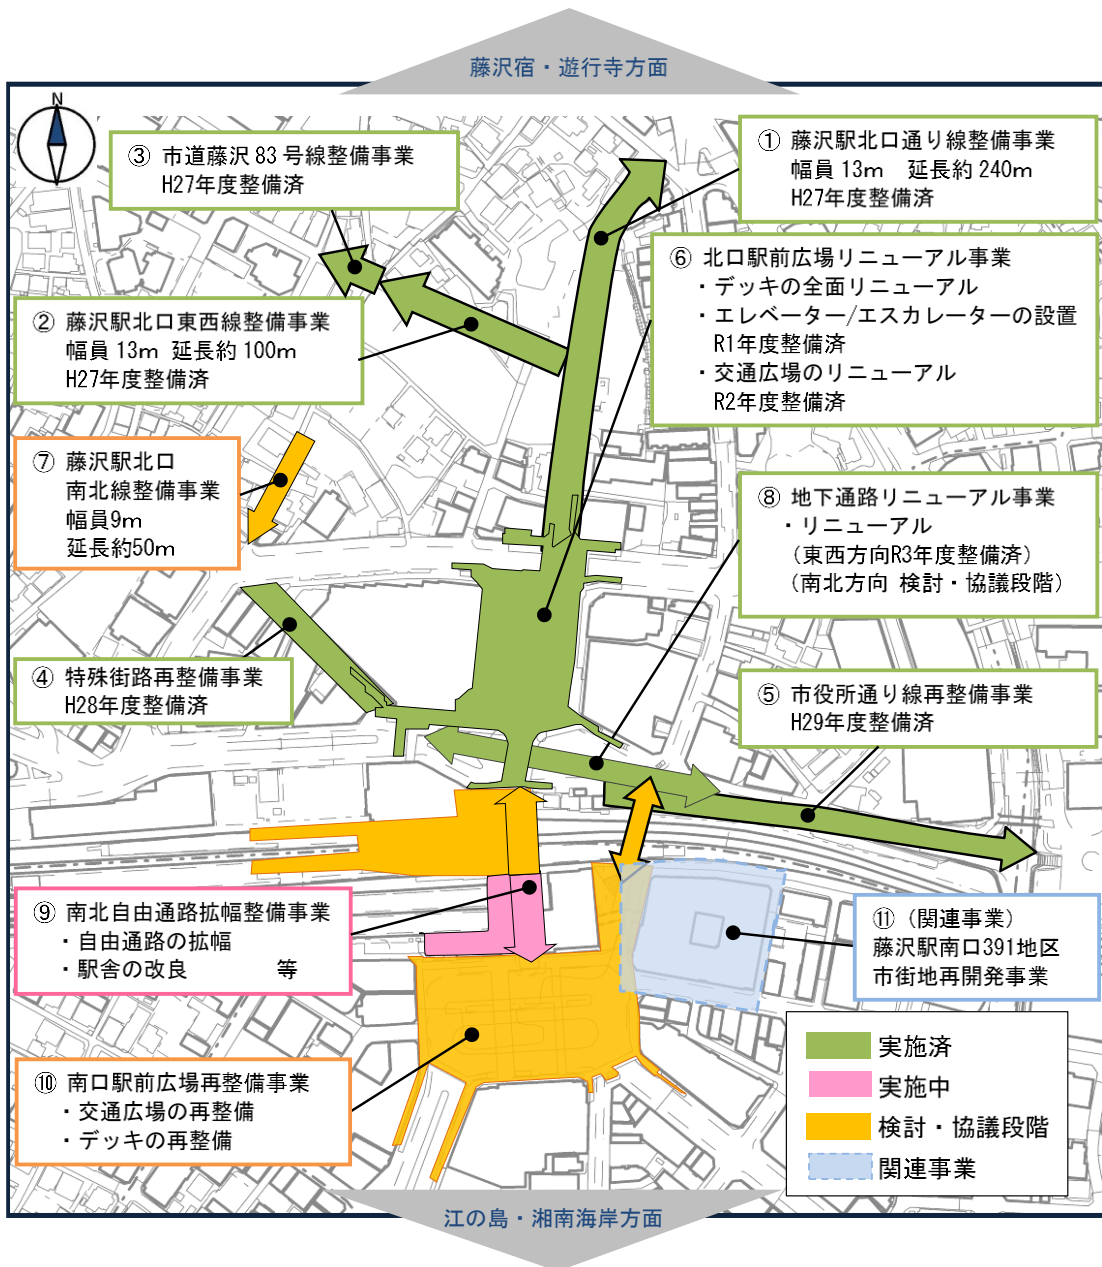 藤沢宿・遊行寺方面
N
③ 市道藤沢83号線整備事業
H27年度整備済
① 藤沢駅北口通り線整備事業
幅員13m 延長約240m
H27年度整備済
⑥ 北口駅前広場リニューアル事業
・デッキの全面リニューアル
・エレベーター/エスカレーターの設置
R1年度整備済
・交通広場のリニューアル
R2年度整備済
② 藤沢駅北口東西線整備事業
幅員13m 延長約100m
H27年度整備済
⑦ 藤沢駅北口
南北線整備事業
幅員9m
延長約50m
⑧ 地下通路リニューアル事業
・リニューアル
(東西方向R3年度整備済)
(南北方向 検討・協議段階)
④ 特殊街路再整備事業
H28年度整備済
⑤ 市役所通り線再整備事業
H29年度整備済
⑨ 南北自由通路拡幅整備事業
・自由通路の拡幅
・駅舎の改良 等
⑪ (関連事業)
藤沢駅南口391地区
市街地再開発事業
⑩ 南口駅前広場再整備事業
・交通広場の再整備
・デッキの再整備
実施済
実施中
検討・協議段階
関連事業
江の島・湘南海岸方面